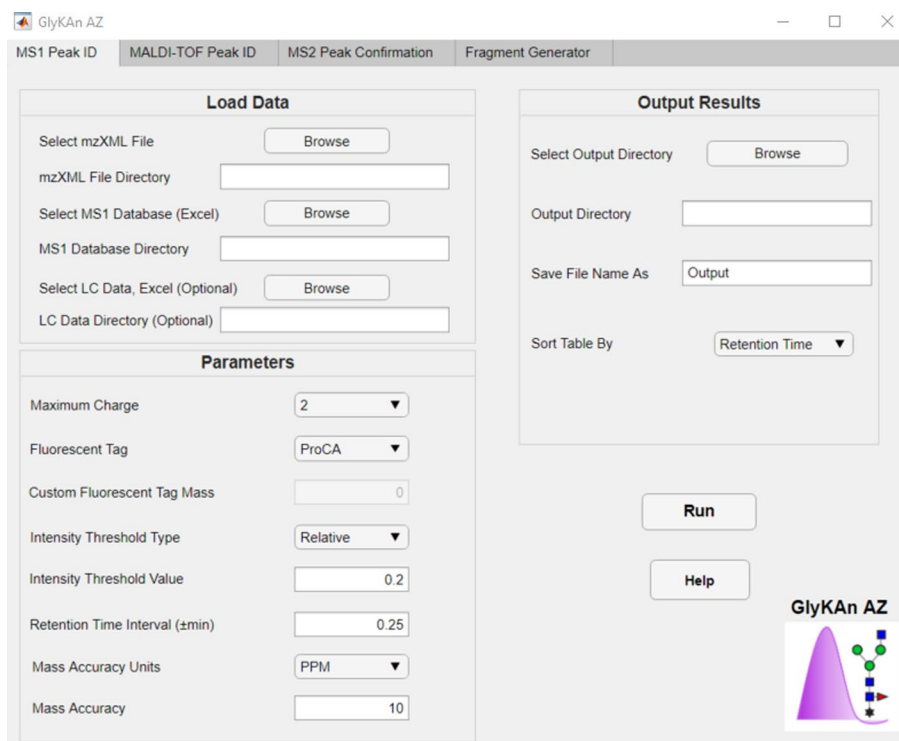 GlyKAn AZ
MS1 Peak ID MALDI-TOF Peak ID MS2 Peak Confirmation Fragment Generator
Load Data
Select mzXML File Browse
mzXML File Directory
Select MS1 Database (Excel) Browse
MS1 Database Directory
Select LC Data, Excel (Optional) Browse
LC Data Directory (Optional)
Parameters
Maximum Charge 2
Fluorescent Tag ProCA
Custom Fluorescent Tag Mass 0
Intensity Threshold Type Relative
Intensity Threshold Value 0.2
Retention Time Interval (±min) 0.25
Mass Accuracy Units PPM
Mass Accuracy 10
Output Results
Select Output Directory Browse
Output Directory
Save File Name As Output
Sort Table By Retention Time
Run
Help
GlyKAn AZ